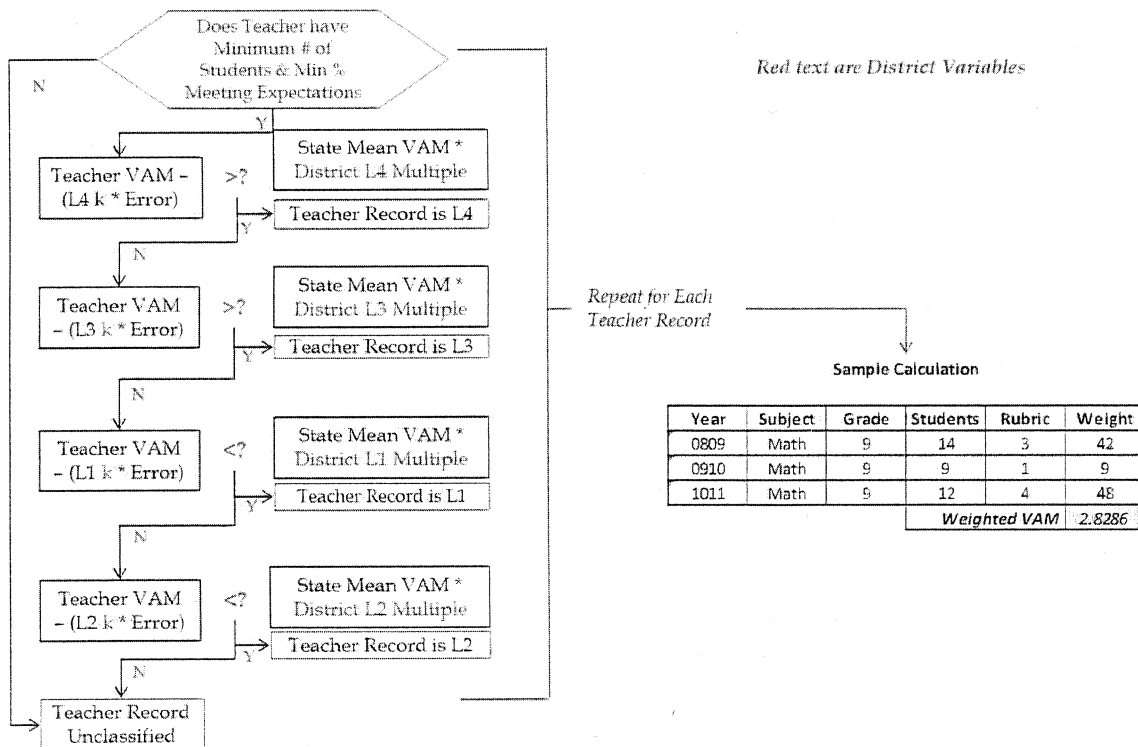 Does Teacher have
Minimum # of
Students & Min %
Meeting Expectations
Red text are District Variables
N
Y
Teacher VAM –
(L4 k * Error)
>?
State Mean VAM *
District L4 Multiple
Y
Teacher Record is L4
N
Teacher VAM
– (L3 k * Error)
>?
State Mean VAM *
District L3 Multiple
Y
Teacher Record is L3
N
Teacher VAM
– (L1 k * Error)
<?
State Mean VAM *
District L1 Multiple
Y
Teacher Record is L1
N
Teacher VAM
– (L2 k * Error)
<?
State Mean VAM *
District L2 Multiple
Y
Teacher Record is L2
N
Teacher Record
Unclassified
Repeat for Each
Teacher Record
Sample Calculation
Year Subject Grade Students Rubric Weight
0809 Math 9 14 3 42
0910 Math 9 9 1 9
1011 Math 9 12 4 48
Weighted VAM 2.8286